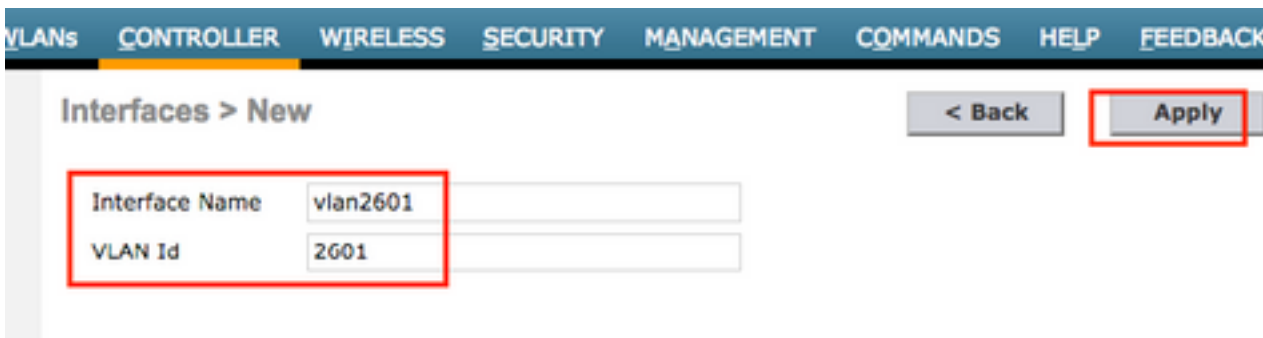 WLANs CONTROLLER WIRELESS SECURITY MANAGEMENT COMMANDS HELP FEEDBACK
Interfaces > New < Back Apply
Interface Name vlan2601
VLAN Id 2601